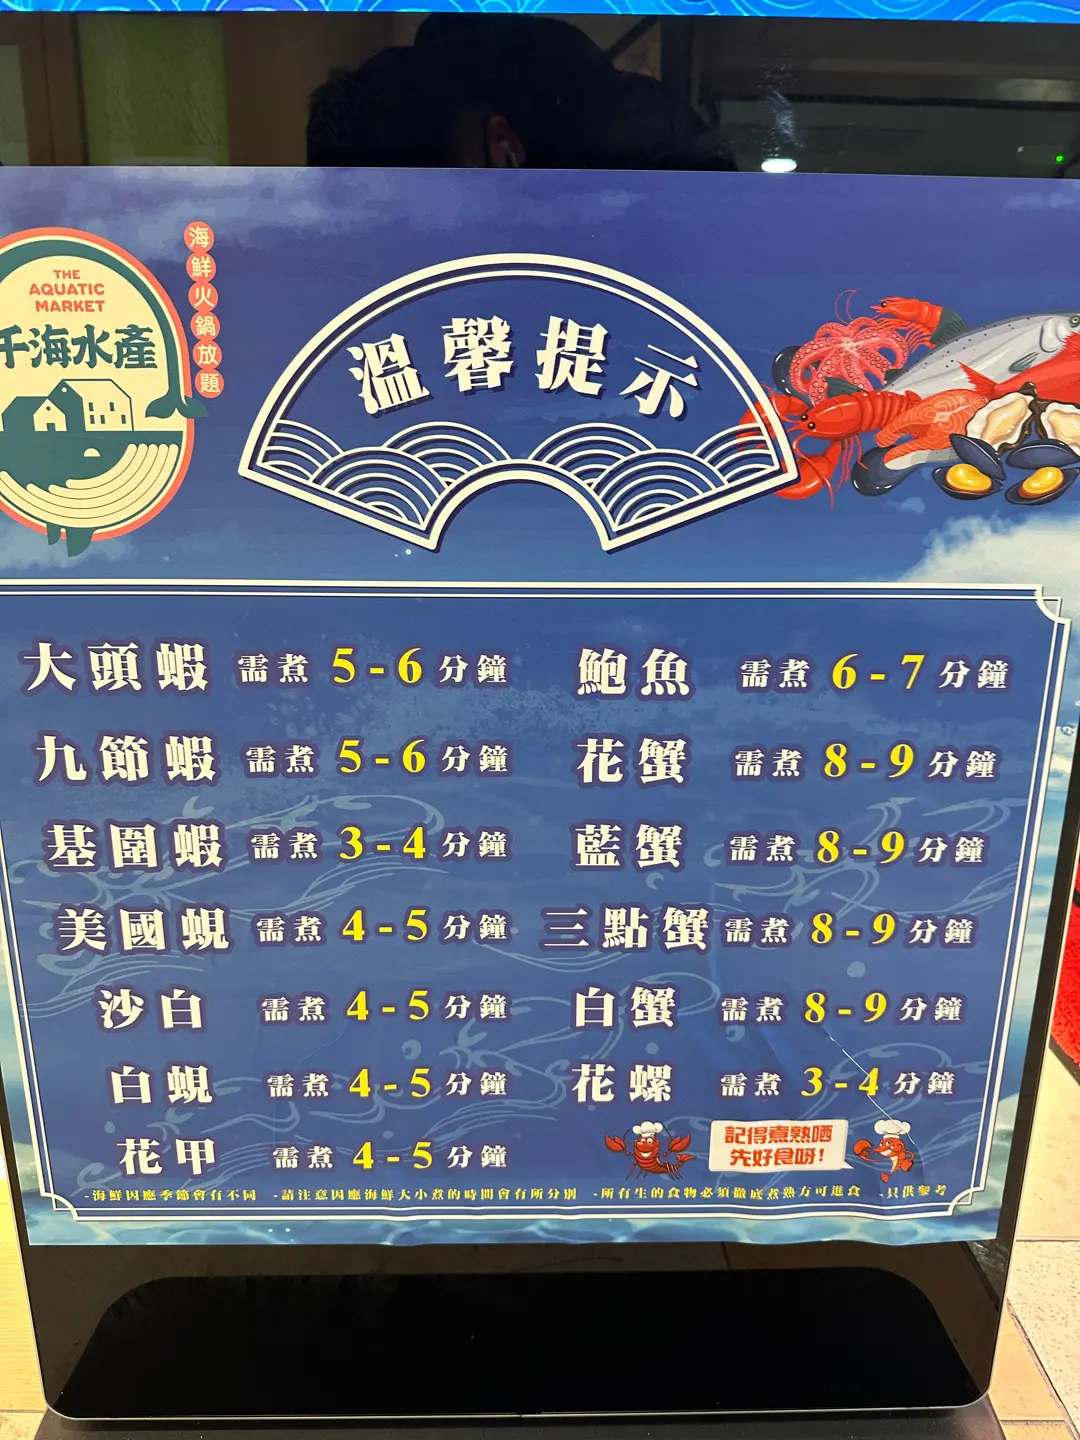 THE
AQUATIC
MARKET
千海水產
海鮮火鍋放題
溫馨提示
大頭蝦 需煮 5-6 分鐘
九節蝦 需煮 5-6 分鐘
基圍蝦 需煮 3-4 分鐘
美國蜆 需煮 4-5 分鐘
沙白 需煮 4-5 分鐘
白蜆 需煮 4-5 分鐘
花甲 需煮 4-5 分鐘
鮑魚 需煮 6-7 分鐘
花蟹 需煮 8-9 分鐘
藍蟹 需煮 8-9 分鐘
三點蟹 需煮 8-9 分鐘
白蟹 需煮 8-9 分鐘
花螺 需煮 3-4 分鐘
記得煮熟晒
先好食呀!
-海鮮因應季節會有不同 -請注意因應海鮮大小煮的時間會有所分別 -所有生的食物必須徹底煮熟方可進食 -只供參考